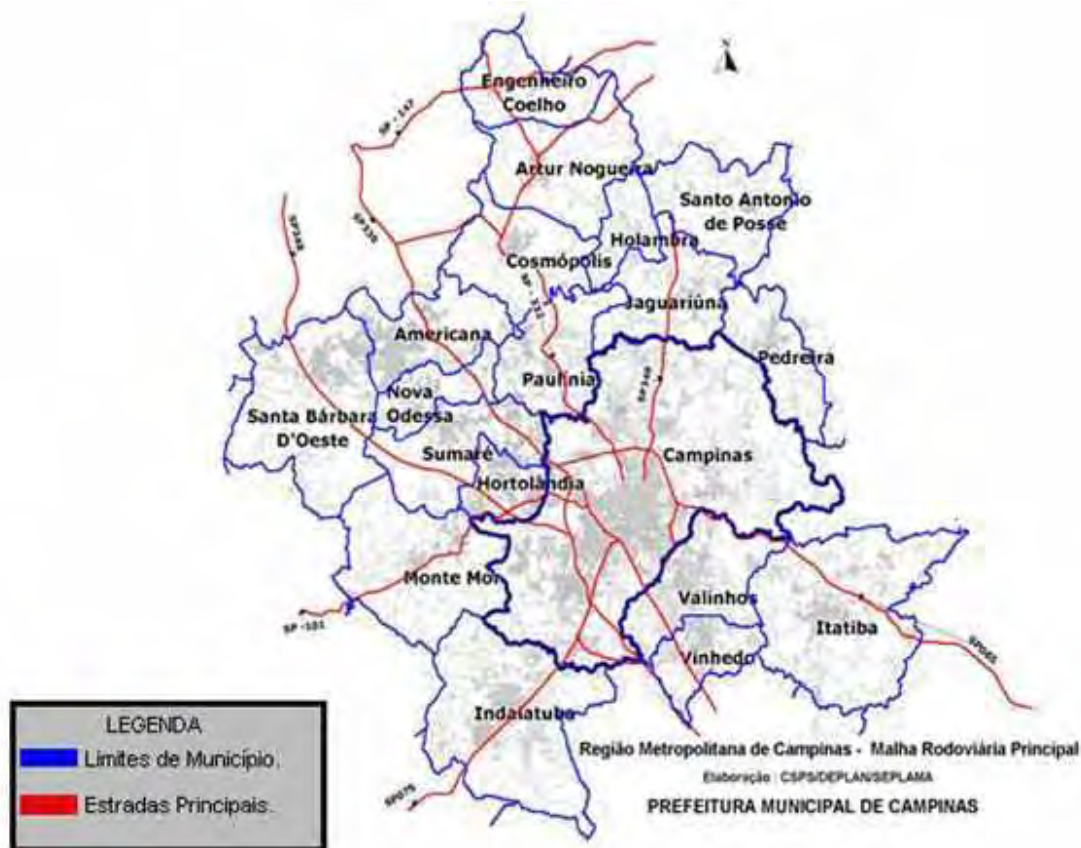 N
Engenheiro
Coelho
SP - 147
Artur Nogueira
Santo Antonio
de Posse
SP330
Holambra
Cosmópolis
SP - 332
Jaguariúna
Americana
Pedreira
Paulínia
SP340
Nova
Odessa
Santa Bárbara
D'Oeste
Sumaré
Campinas
Hortolândia
Monte Mor
Valinhos
Itatiba
SP -101
Vinhedo
SP065
Indaiatuba
SP075
LEGENDA
Limites de Município.
Estradas Principais.
Região Metropolitana de Campinas - Malha Rodoviária Principal
Elaboração : CSPS/DEPLAN/SEPLAMA
PREFEITURA MUNICIPAL DE CAMPINAS